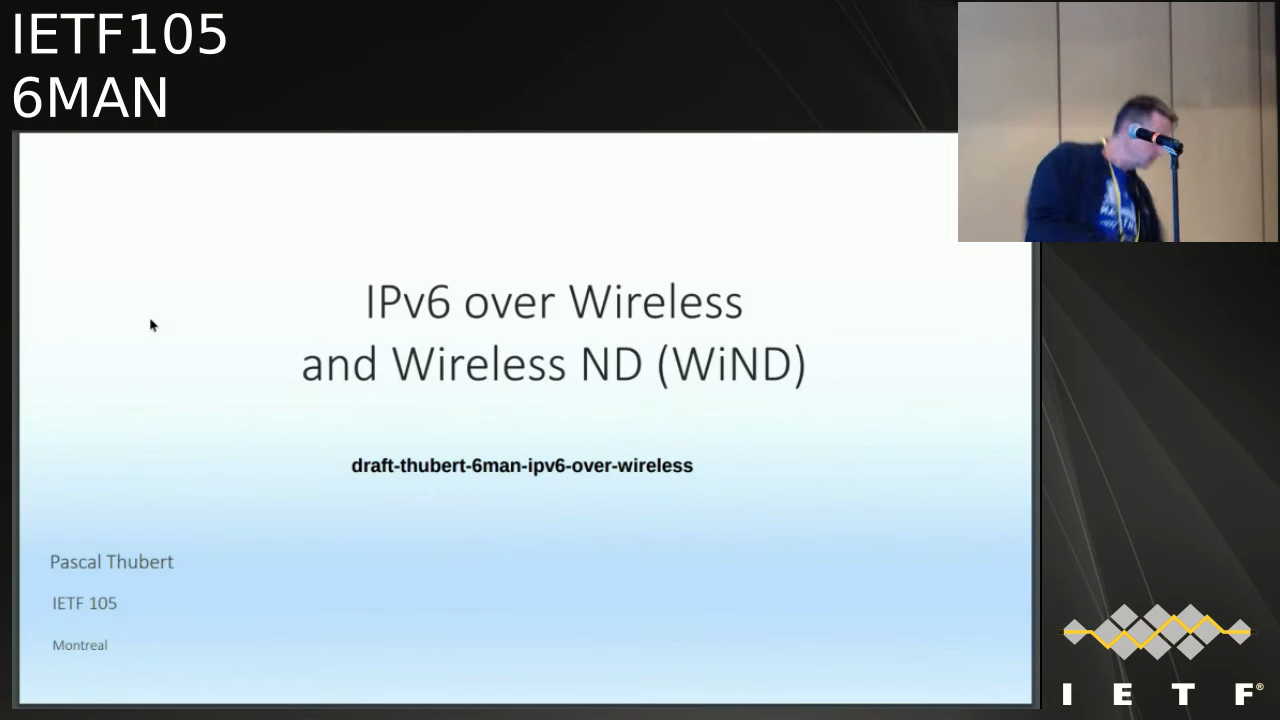 IETF105
6MAN
IPv6 over Wireless
and Wireless ND (WiND)
draft-thubert-6man-ipv6-over-wireless
Pascal Thubert
IETF 105
Montreal
I E T F®